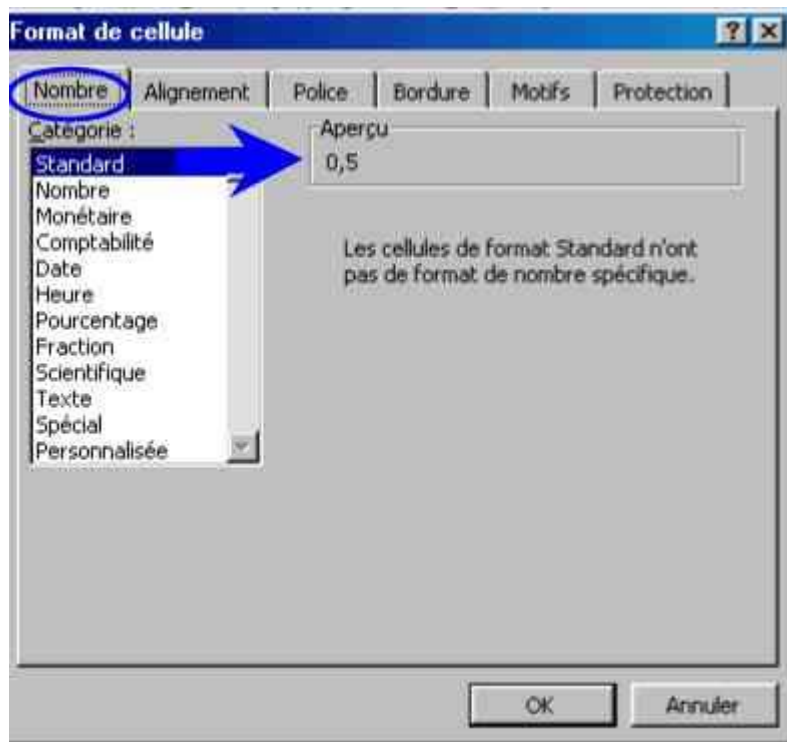 Format de cellule
Nombre Alignement Police Bordure Motifs Protection
Catégorie :
Aperçu
Standard
0,5
Nombre
Monétaire
Comptabilité
Date
Heure
Pourcentage
Fraction
Scientifique
Texte
Spécial
Personnalisée
Les cellules de format Standard n'ont
pas de format de nombre spécifique.
OK Annuler